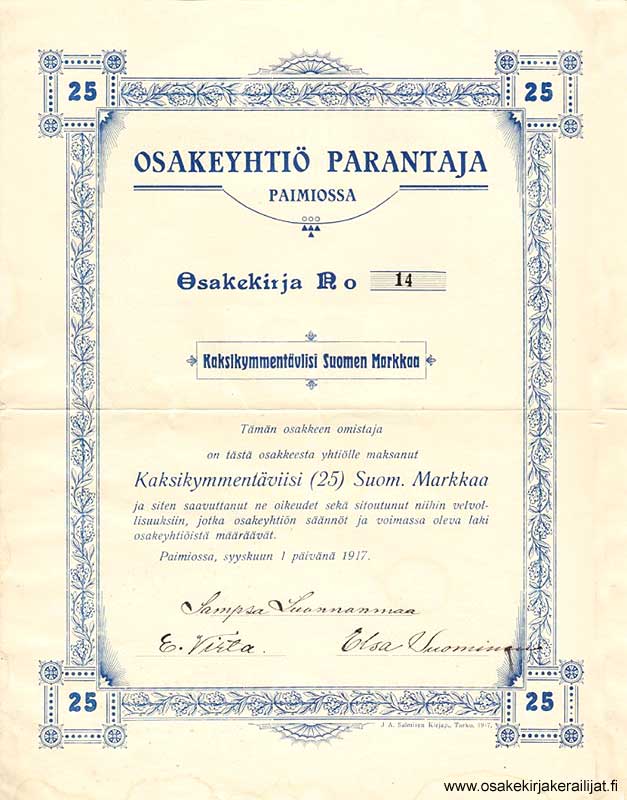 25 25
OSAKEYHTIÖ PARANTAJA
PAIMIOSSA
Osakekirja No 14
Kaksikymmentävlisi Suomen Markkaa
Tämän osakkeen omistaja
on tästä osakkeesta yhtiölle maksanut
Kaksikymmentäviisi (25) Suom. Markkaa
ja siten saavuttanut ne oikeudet sekä sitoutunut niihin velvol-
lisuuksiin, jotka osakeyhtiön säännöt ja voimassa oleva laki
osakeyhtiöistä määräävät.
Paimiossa, syyskuun 1 päivänä 1917.
Sampsa Luonnonmaa
E. Virta. Elsa Suominen
25 25
J. A. Salmisen Kirjap., Turku, 1917.
www.osakekirjakerailijat.fi